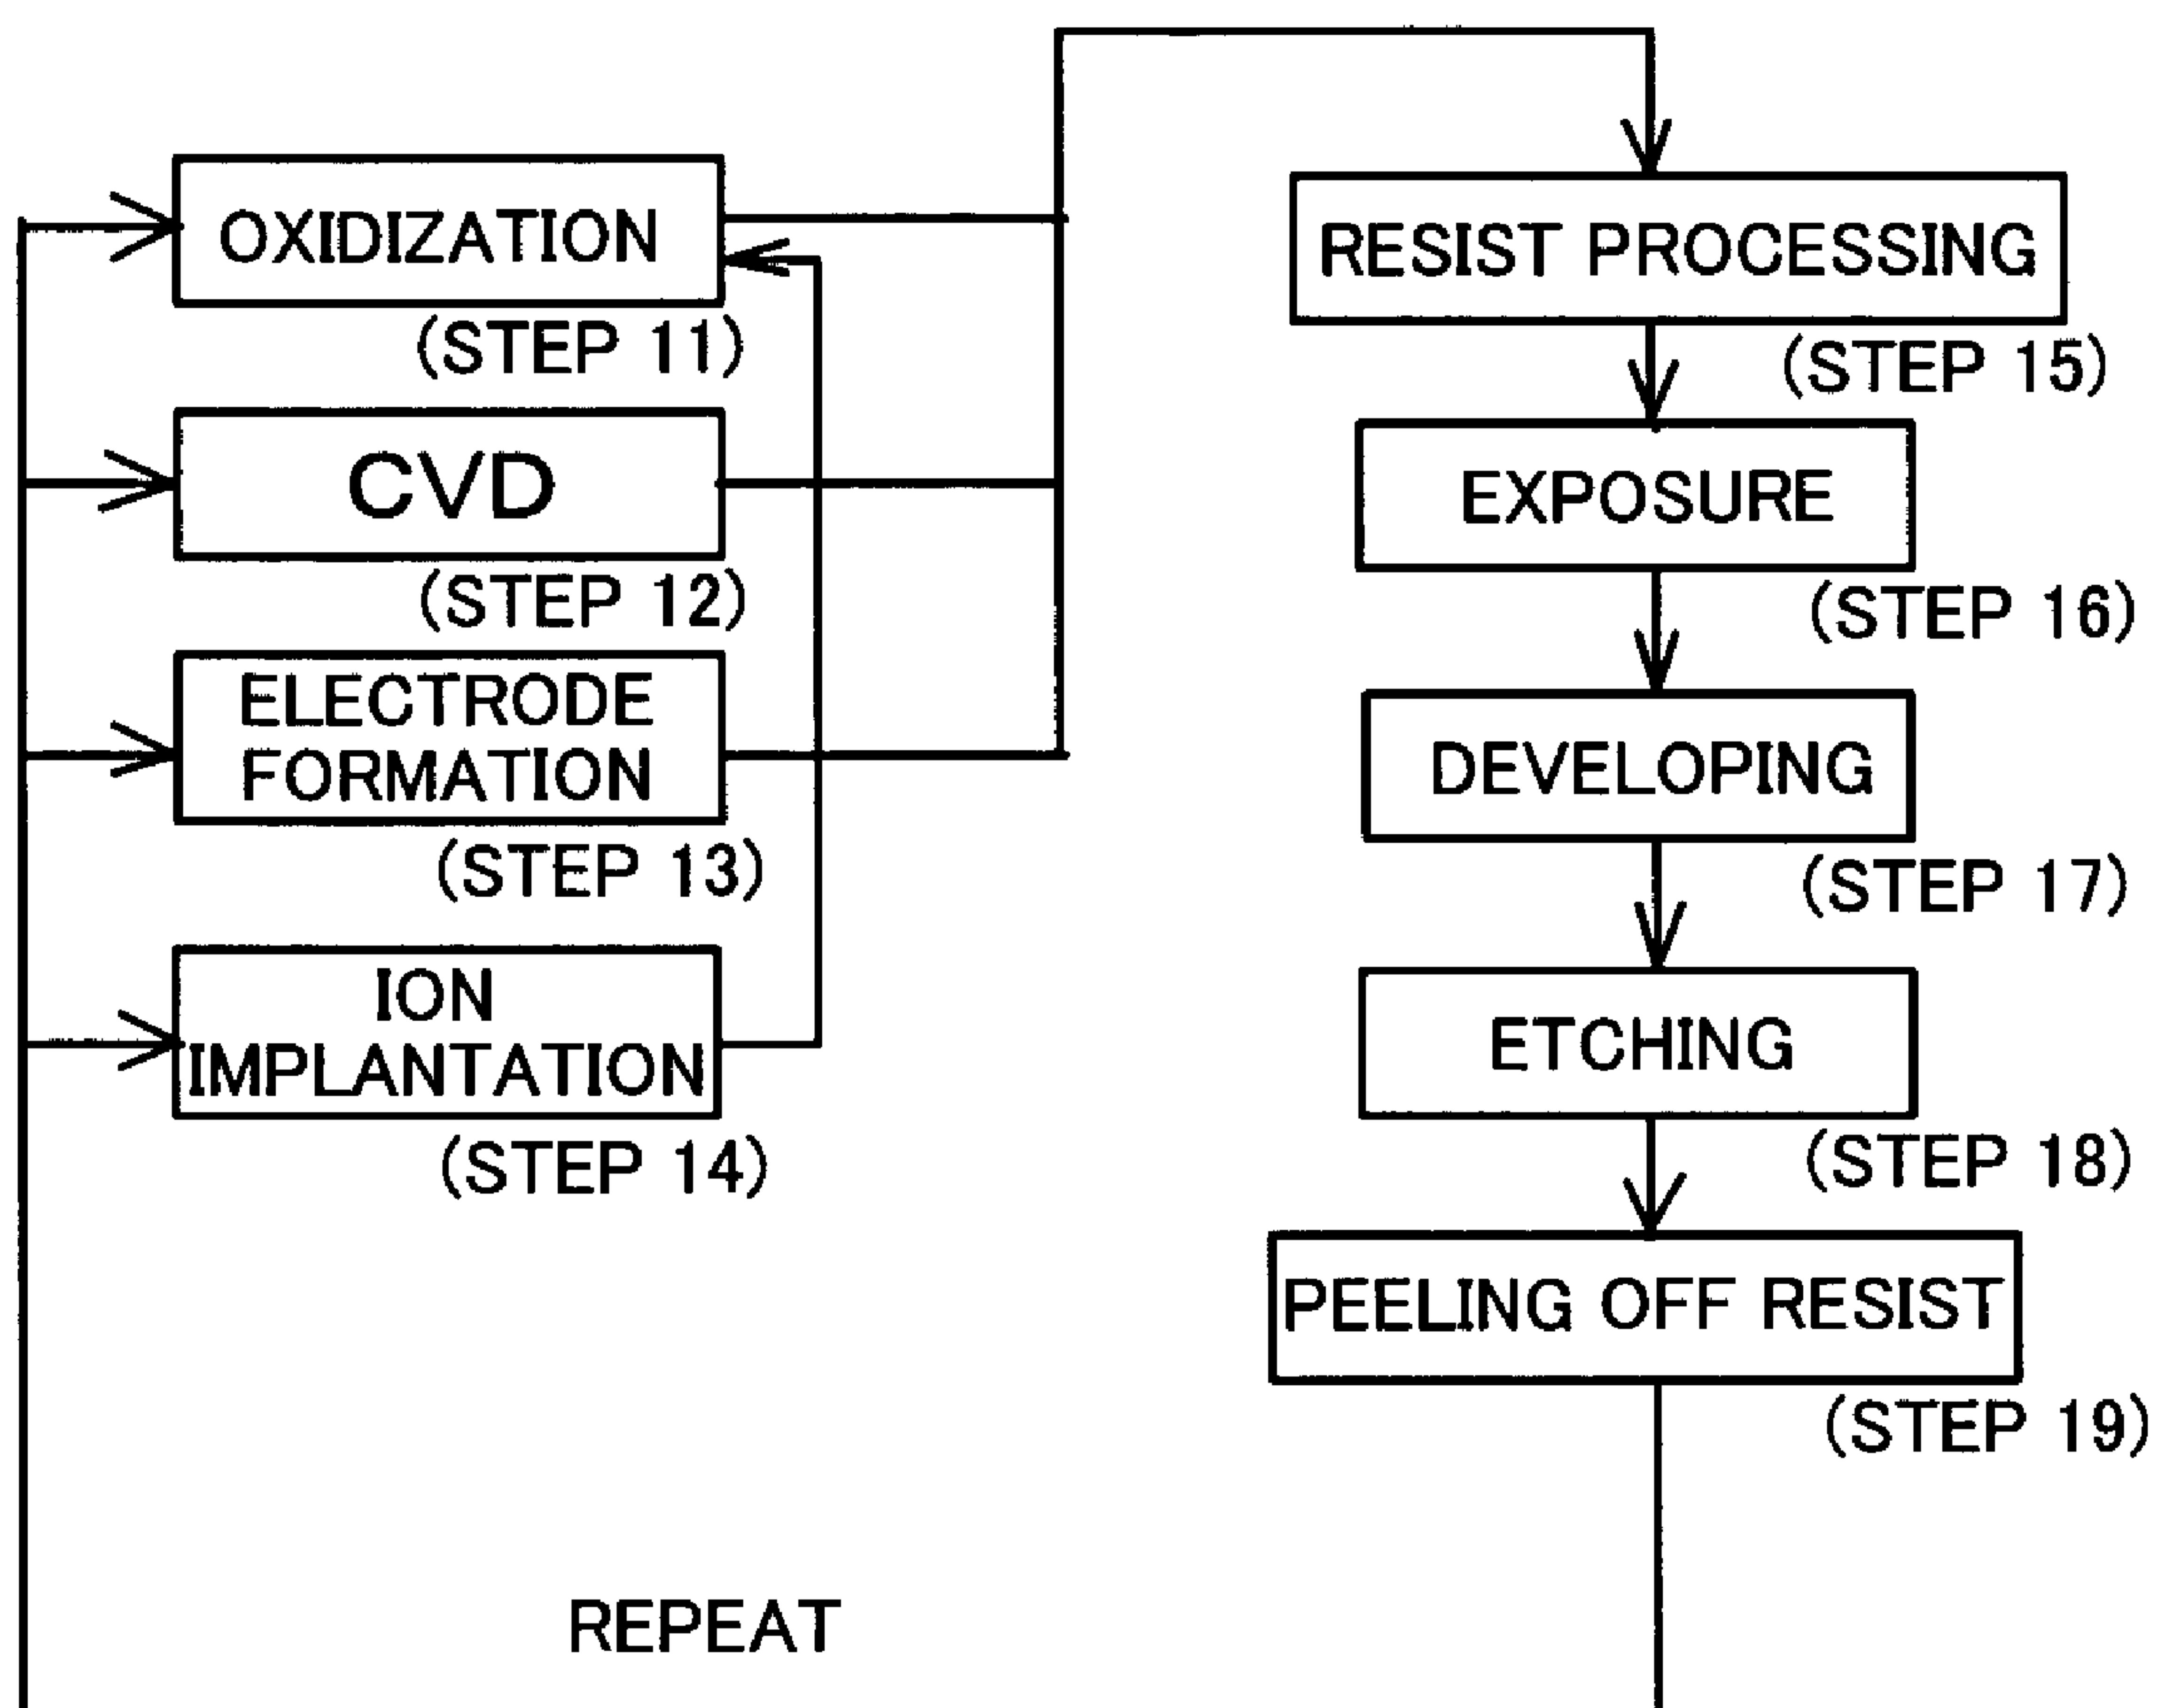 OXIDIZATION
(STEP 11)
CVD
(STEP 12)
ELECTRODE
FORMATION
(STEP 13)
ION
IMPLANTATION
(STEP 14)
RESIST PROCESSING
(STEP 15)
EXPOSURE
(STEP 16)
DEVELOPING
(STEP 17)
ETCHING
(STEP 18)
PEELING OFF RESIST
(STEP 19)
REPEAT